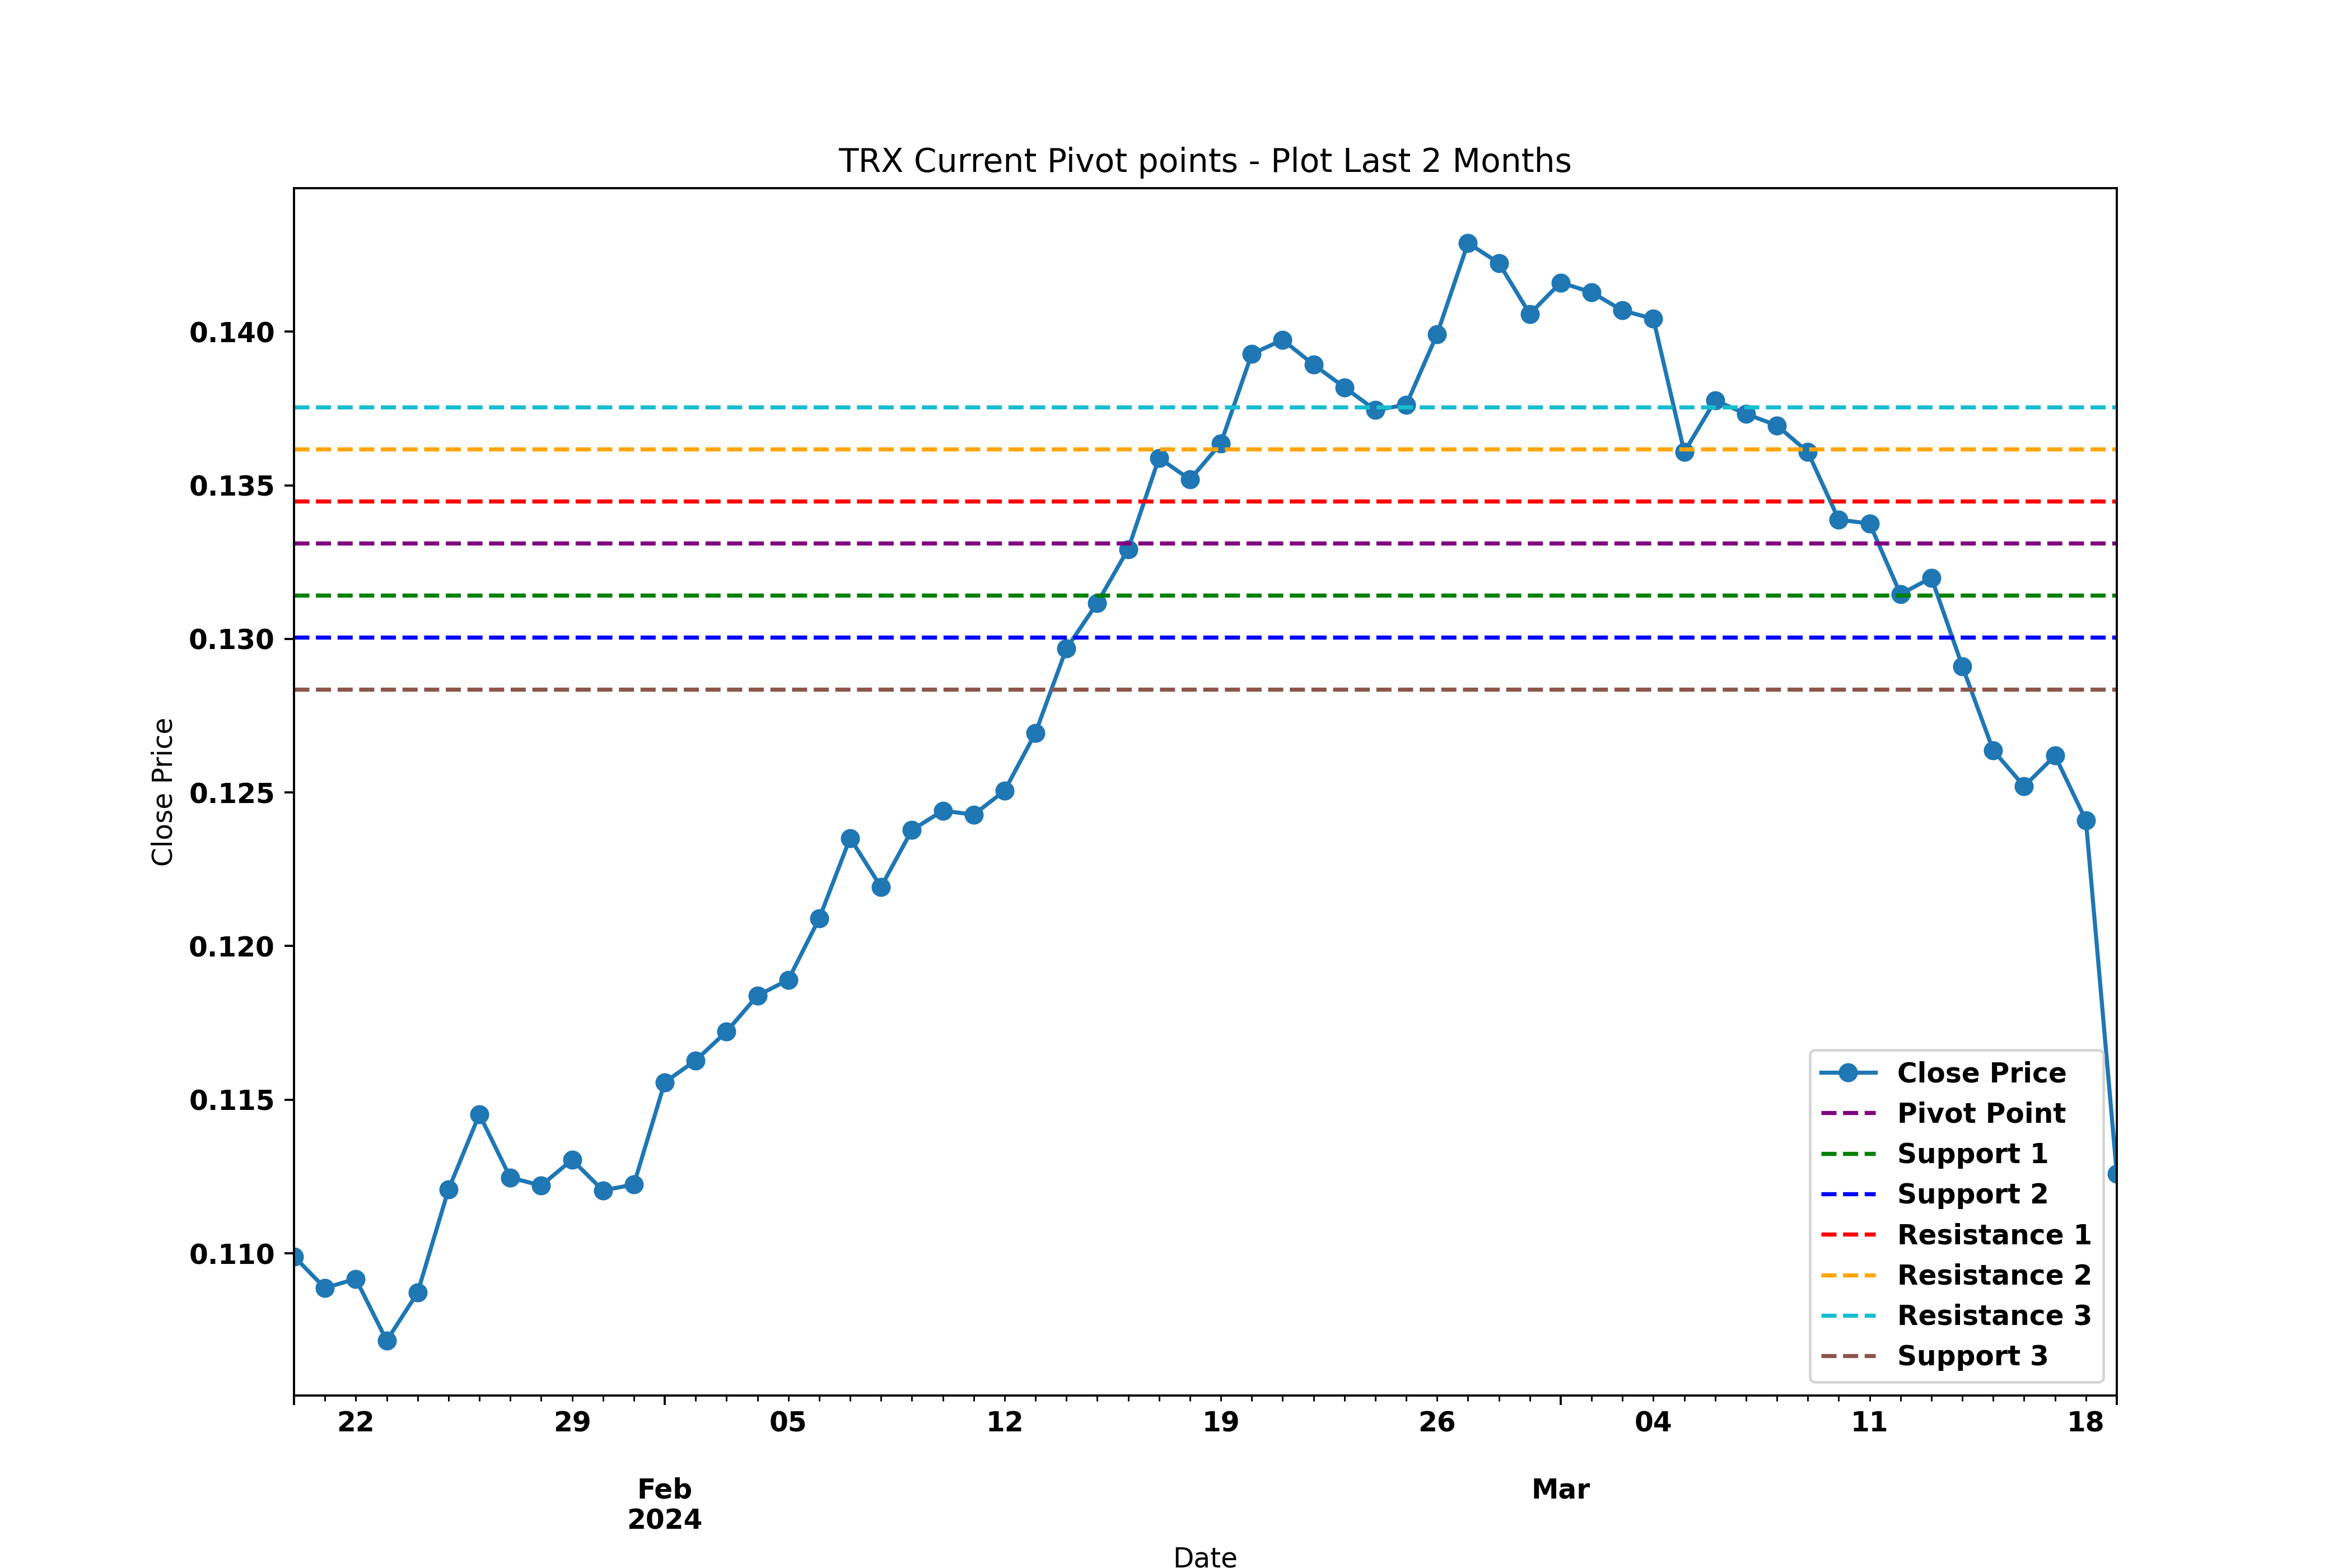 TRX Current Pivot points - Plot Last 2 Months
0.140
0.135
0.130
0.125
0.120
0.115
0.110
Close Price
Close Price
Pivot Point
Support 1
Support 2
Resistance 1
Resistance 2
Resistance 3
Support 3
22 29 05 12 19 26 04 11 18
Feb Mar
2024
Date